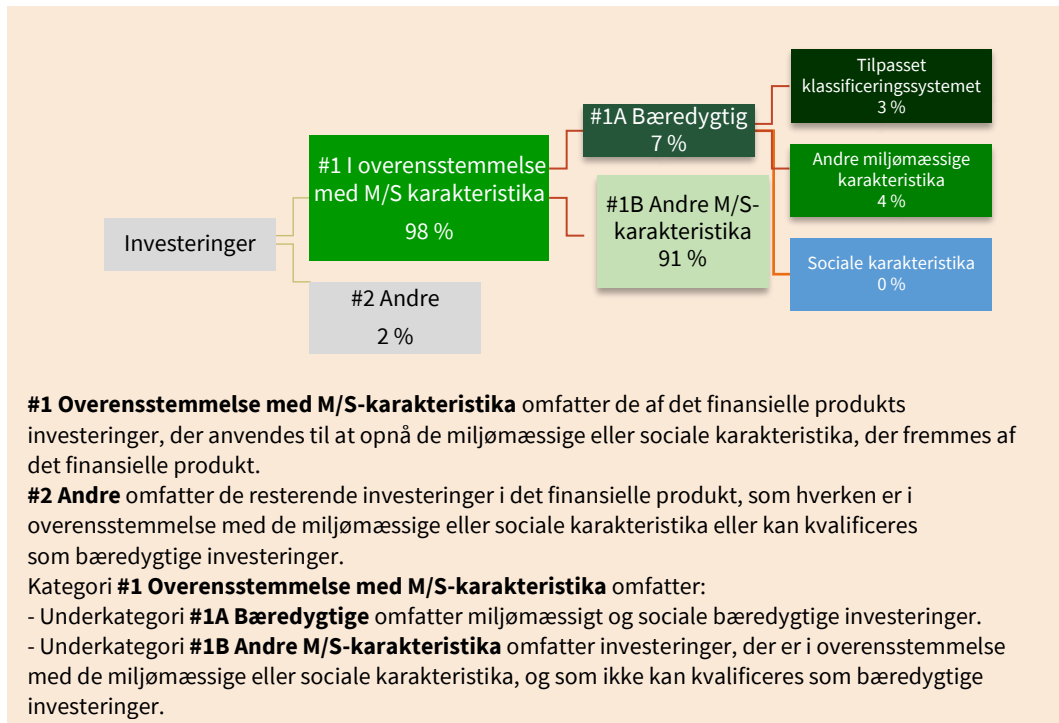 Investeringer
#1 I overensstemmelse
med M/S karakteristika
98 %
#2 Andre
2 %
#1A Bæredygtig
7 %
#1B Andre M/S-
karakteristika
91 %
Tilpasset
klassificeringssystemet
3 %
Andre miljømæssige
karakteristika
4 %
Sociale karakteristika
0 %
#1 Overensstemmelse med M/S-karakteristika omfatter de af det finansielle produkts
investeringer, der anvendes til at opnå de miljømæssige eller sociale karakteristika, der fremmes af
det finansielle produkt.
#2 Andre omfatter de resterende investeringer i det finansielle produkt, som hverken er i
overensstemmelse med de miljømæssige eller sociale karakteristika eller kan kvalificeres
som bæredygtige investeringer.
Kategori #1 Overensstemmelse med M/S-karakteristika omfatter:
- Underkategori #1A Bæredygtige omfatter miljømæssigt og sociale bæredygtige investeringer.
- Underkategori #1B Andre M/S-karakteristika omfatter investeringer, der er i overensstemmelse
med de miljømæssige eller sociale karakteristika, og som ikke kan kvalificeres som bæredygtige
investeringer.